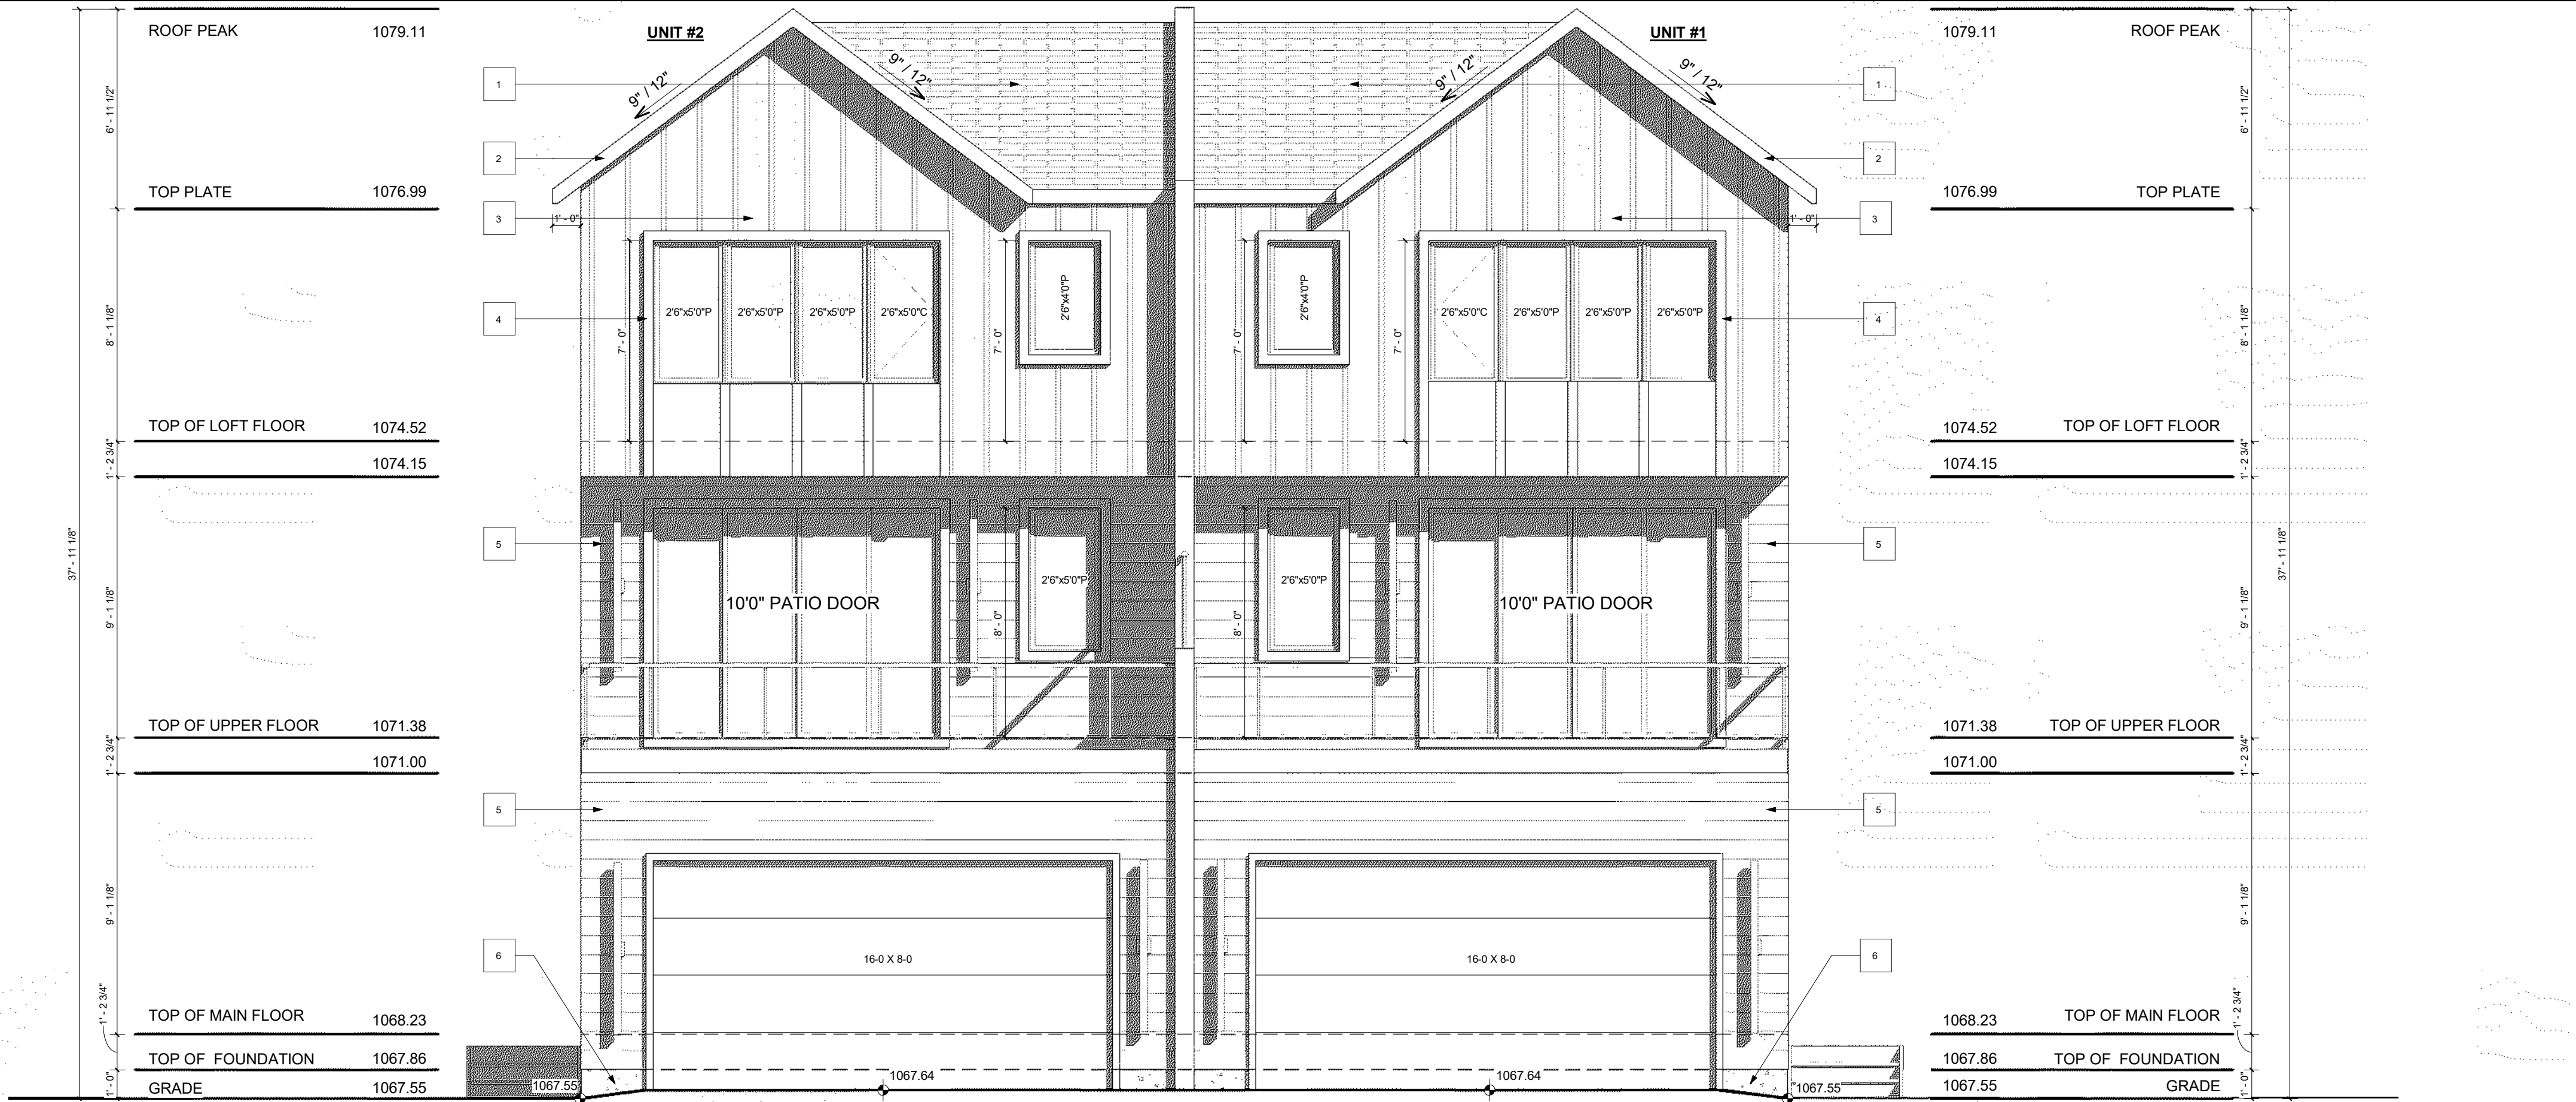 UNIT #2
UNIT #1
ROOF PEAK 1079.11
1079.11 ROOF PEAK
9" / 12"
9" / 12"
9" / 12"
9" / 12"
1
1
6' - 11 1/2"
6' - 11 1/2"
2
2
TOP PLATE 1076.99
1076.99 TOP PLATE
3
1' - 0"
1' - 0"
3
8' - 1 1/8"
4
7' - 0"
2'6"x5'0"P
2'6"x5'0"P
2'6"x5'0"P
2'6"x5'0"C
7' - 0"
2'6"x4'0"P
7' - 0"
2'6"x4'0"P
7' - 0"
2'6"x5'0"C
2'6"x5'0"P
2'6"x5'0"P
2'6"x5'0"P
4
8' - 1 1/8"
TOP OF LOFT FLOOR 1074.52
1074.52 TOP OF LOFT FLOOR
1' - 2 3/4"
1074.15
1074.15
1' - 2 3/4"
37' - 11 1/8"
37' - 11 1/8"
5
5
9' - 1 1/8"
10'0" PATIO DOOR
8' - 0"
2'6"x5'0"P
8' - 0"
2'6"x5'0"P
10'0" PATIO DOOR
9' - 1 1/8"
TOP OF UPPER FLOOR 1071.38
1071.38 TOP OF UPPER FLOOR
1' - 2 3/4"
1071.00
1071.00
1' - 2 3/4"
5
5
9' - 1 1/8"
9' - 1 1/8"
6
16-0 X 8-0
16-0 X 8-0
6
1' - 2 3/4"
1' - 2 3/4"
TOP OF MAIN FLOOR 1068.23
1068.23 TOP OF MAIN FLOOR
TOP OF FOUNDATION 1067.86
1067.86 TOP OF FOUNDATION
1' - 0"
GRADE 1067.55
1067.55
1067.64
1067.64
1067.55
1067.55 GRADE
1' - 0"